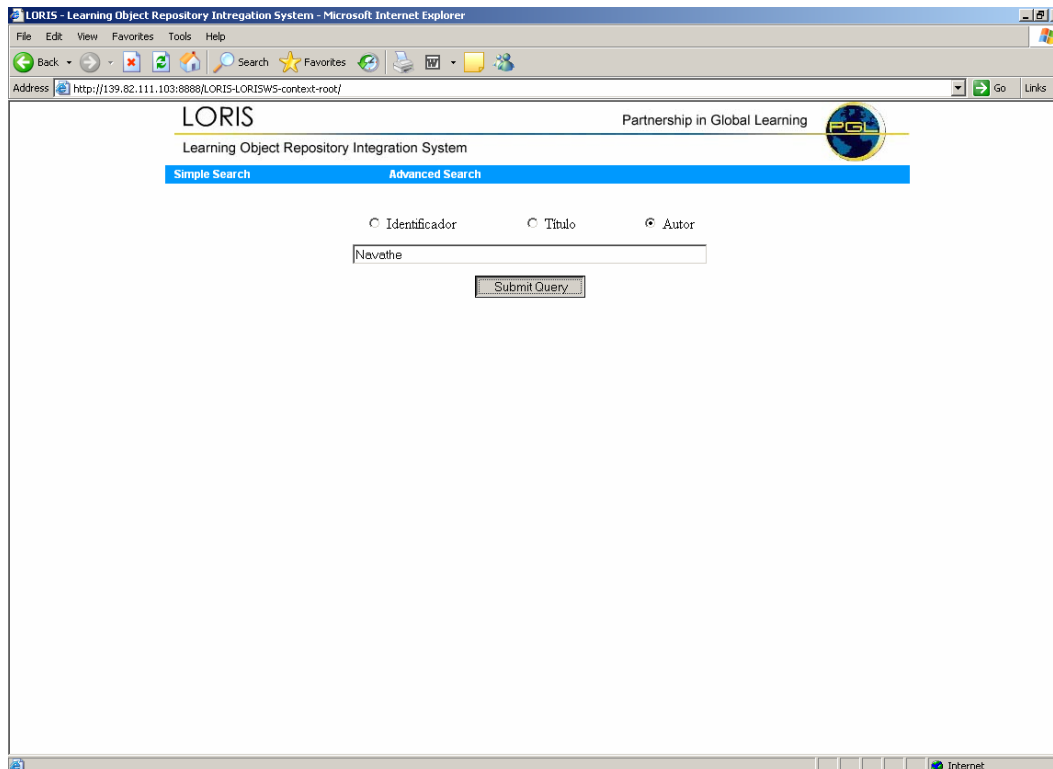 LORIS - Learning Object Repository Intregation System - Microsoft Internet Explorer
File Edit View Favorites Tools Help
Back Search Favorites
Address http://139.82.111.103:8888/LORIS-LORISWS-context-root/ Go Links
LORIS Partnership in Global Learning PGL
Learning Object Repository Integration System
Simple Search Advanced Search
Identificador Título Autor
Navathe
Submit Query
Internet